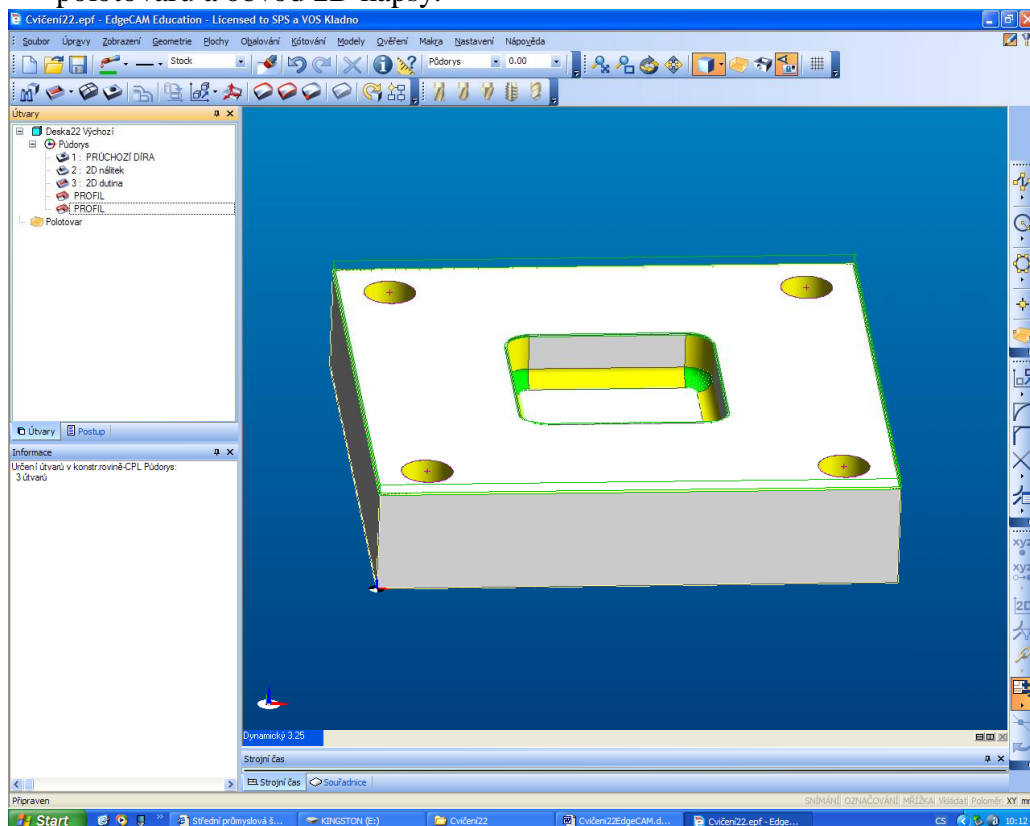 polotovaru a obvod 2D kapsy.
Cvičení22.epf - EdgeCAM Education - Licensed to SPS a VOS Kladno
Soubor Úpravy Zobrazení Geometrie Plochy Obalování Kótování Modely Ověření Makra Nastavení Nápověda
Stock Půdorys 0.00
Útvary
Deska22 Výchozí
Půdorys
1 : PRŮCHOZÍ DÍRA
2 : 2D nálitek
3 : 2D dutina
PROFIL
PROFIL
Polotovar
Útvary Postup
Informace
Určení útvarů v konstr.rovině-CPL Půdorys:
3 útvarů
Dynamický 3.25
Strojní čas
Strojní čas Souřadnice
Připraven
SNÍMÁNÍ OZNAČOVÁNÍ MŘÍŽKA Vkládat Poloměr XY mm
Start Střední průmyslová š... KINGSTON (E:) Cvičení22 Cvičení22EdgeCAM.d... Cvičení22.epf - Edge... CS 10:12